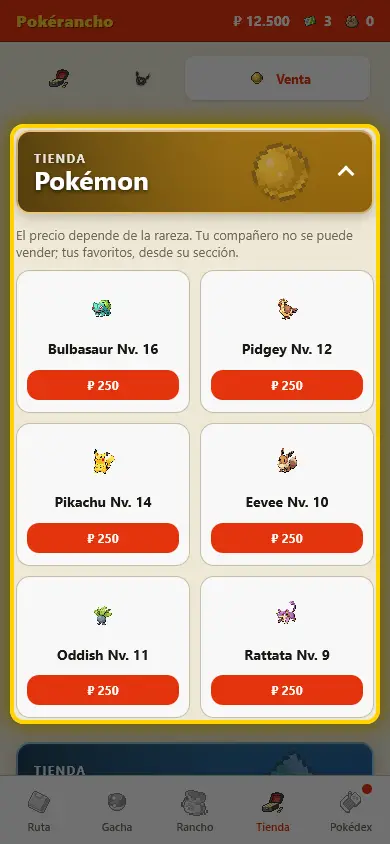 Pokérancho ₽ 12.500 3 0
Venta
TIENDA
Pokémon
El precio depende de la rareza. Tu compañero no se puede
vender; tus favoritos, desde su sección.
Bulbasaur Nv. 16
₽ 250
Pidgey Nv. 12
₽ 250
Pikachu Nv. 14
₽ 250
Eevee Nv. 10
₽ 250
Oddish Nv. 11
₽ 250
Rattata Nv. 9
₽ 250
TIENDA
Ruta
Gacha
Rancho
Tienda
Pokédex